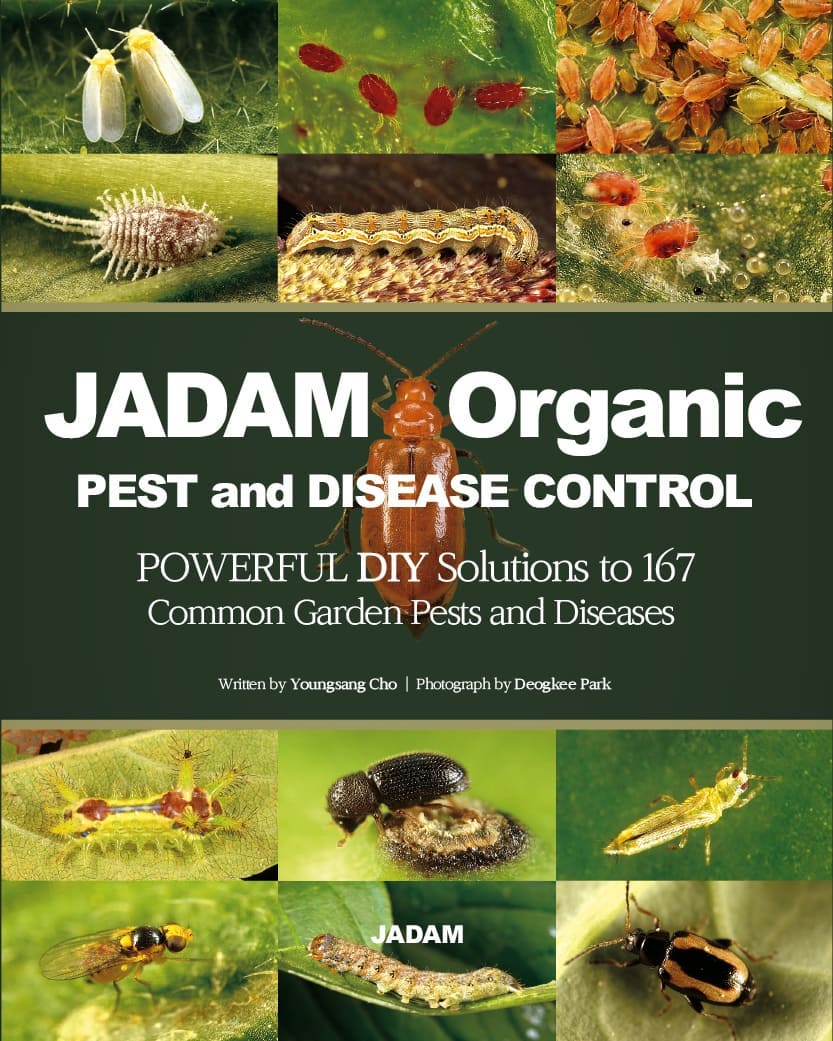 JADAM Organic
PEST and DISEASE CONTROL
POWERFUL DIY Solutions to 167
Common Garden Pests and Diseases
Written by Youngsang Cho | Photograph by Deogkee Park
JADAM